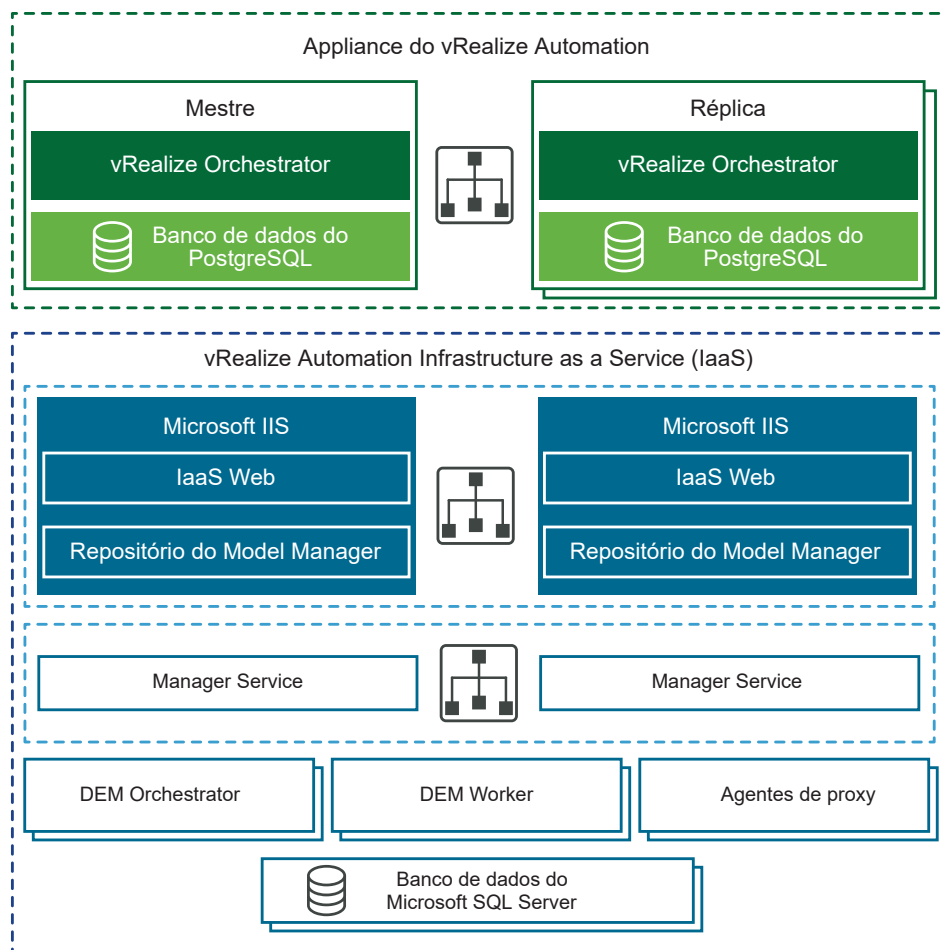 Appliance do vRealize Automation
Mestre
vRealize Orchestrator
Banco de dados do
PostgreSQL
Réplica
vRealize Orchestrator
Banco de dados do
PostgreSQL
vRealize Automation Infrastructure as a Service (IaaS)
Microsoft IIS
IaaS Web
Repositório do Model Manager
Microsoft IIS
IaaS Web
Repositório do Model Manager
Manager Service
Manager Service
DEM Orchestrator
DEM Worker
Agentes de proxy
Banco de dados do
Microsoft SQL Server